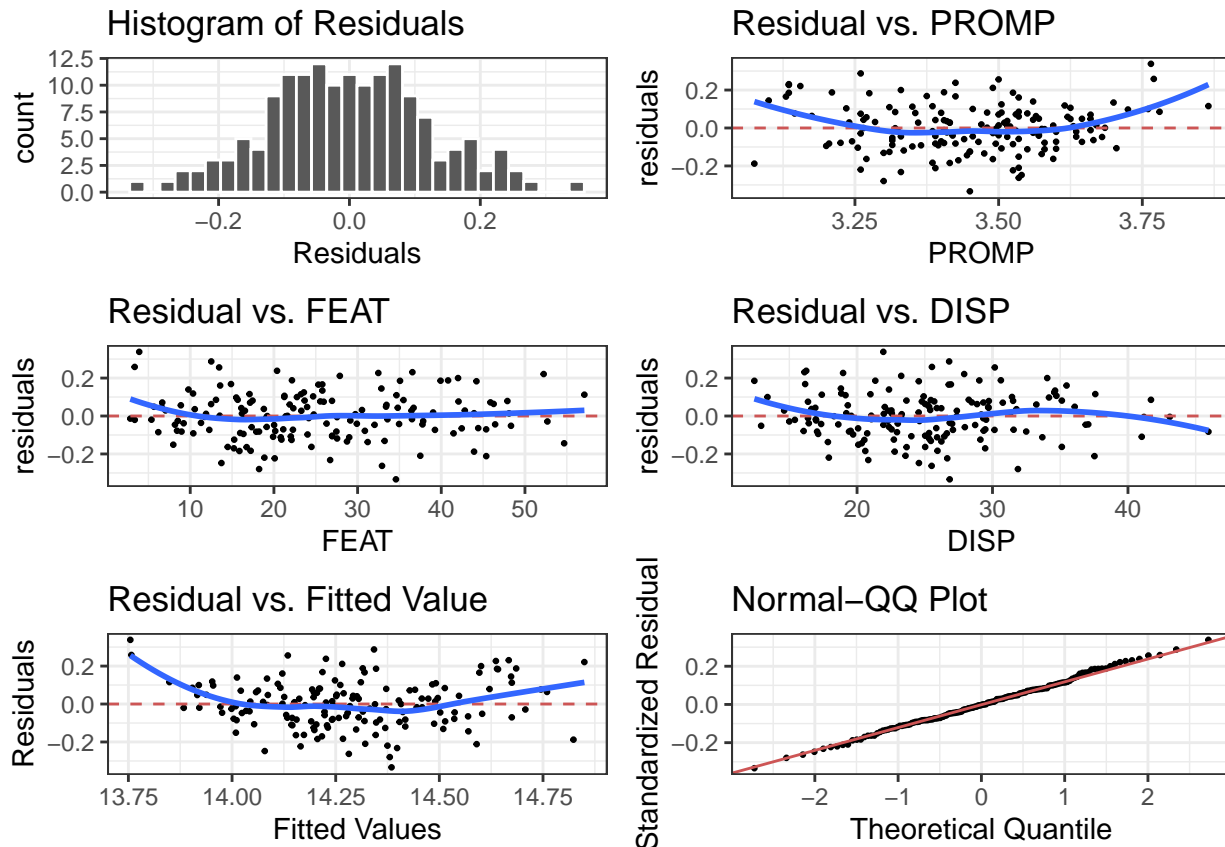 Histogram of Residuals
12.5
10.0
7.5
5.0
2.5
0.0
count
−0.2 0.0 0.2
Residuals
Residual vs. PROMP
0.2
0.0
−0.2
residuals
3.25 3.50 3.75
PROMP
Residual vs. FEAT
0.2
0.0
−0.2
residuals
10 20 30 40 50
FEAT
Residual vs. DISP
0.2
0.0
−0.2
residuals
20 30 40
DISP
Residual vs. Fitted Value
0.2
0.0
−0.2
Residuals
13.75 14.00 14.25 14.50 14.75
Fitted Values
Normal−QQ Plot
0.2
0.0
−0.2
Standardized Residual
−2 −1 0 1 2
Theoretical Quantile